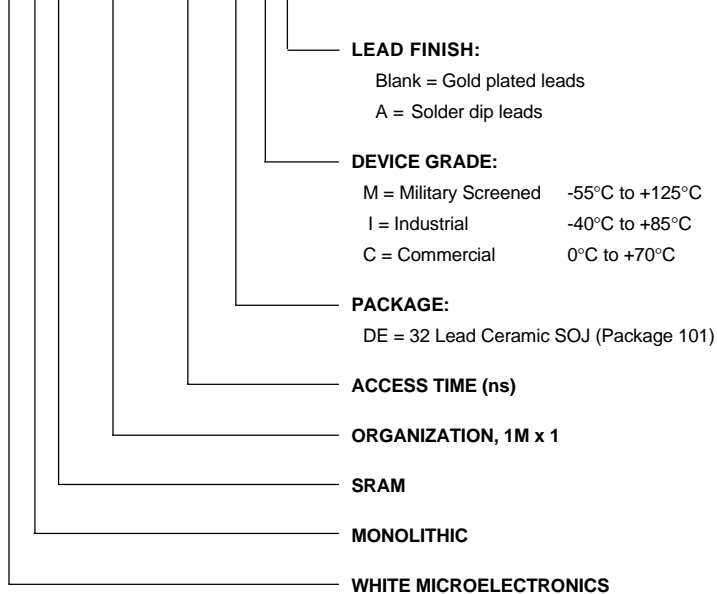 LEAD FINISH:
Blank = Gold plated leads
A = Solder dip leads
DEVICE GRADE:
M = Military Screened -55°C to +125°C
I = Industrial -40°C to +85°C
C = Commercial 0°C to +70°C
PACKAGE:
DE = 32 Lead Ceramic SOJ (Package 101)
ACCESS TIME (ns)
ORGANIZATION, 1M x 1
SRAM
MONOLITHIC
WHITE MICROELECTRONICS